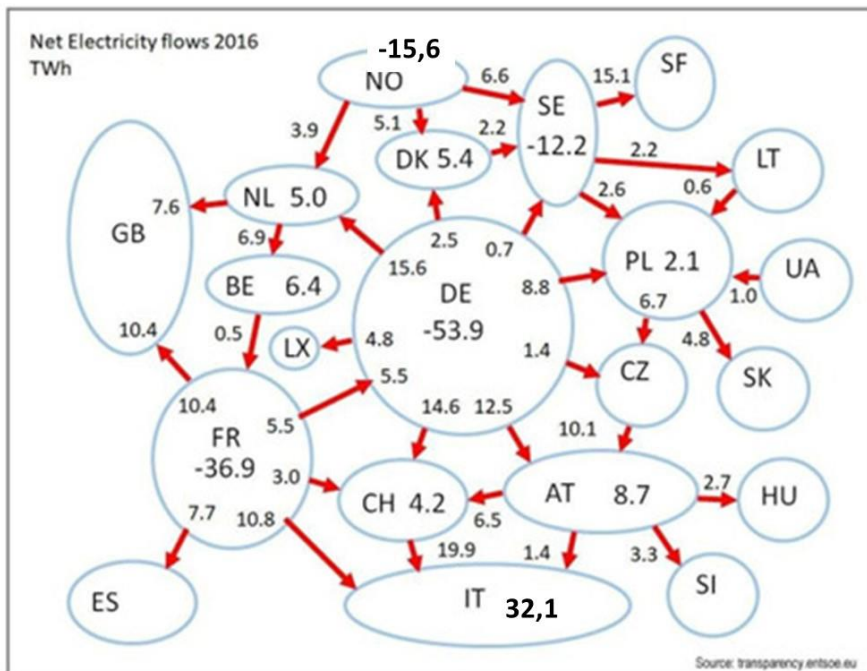 Net Electricity flows 2016
TWh
-15,6
NO
6.6
15.1
SF
SE
-12.2
3.9
5.1
2.2
DK 5.4
2.2
LT
NL 5.0
7.6
GB
6.9
2.6
0.6
2.5
0.7
15.6
PL 2.1
UA
BE 6.4
DE
-53.9
8.8
6.7
1.0
10.4
0.5
LX
4.8
1.4
4.8
CZ
SK
5.5
10.4
5.5
14.6 12.5
10.1
FR
-36.9
3.0
CH 4.2
AT 8.7
2.7
HU
6.5
7.7
10.8
19.9
1.4
3.3
SI
ES
IT 32,1
Source: transparency.entsoe.eu